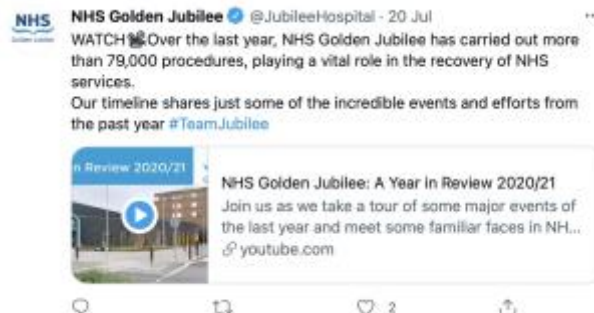 NHS
NHS Golden Jubilee @JubileeHospital · 20 Jul
WATCH Over the last year, NHS Golden Jubilee has carried out more
than 79,000 procedures, playing a vital role in the recovery of NHS
services.
Our timeline shares just some of the incredible events and efforts from
the past year #TeamJubilee
n Review 2020/21
NHS Golden Jubilee: A Year in Review 2020/21
Join us as we take a tour of some major events of
the last year and meet some familiar faces in NH...
youtube.com
2